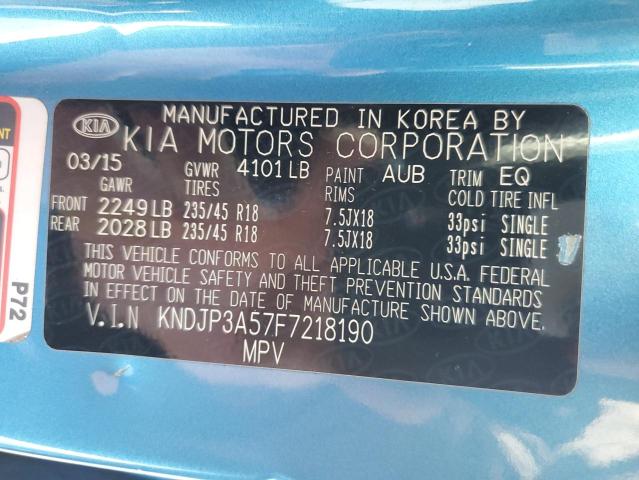 KIA
MANUFACTURED IN KOREA BY
KIA MOTORS CORPORATION
03/15 GVWR 4101 LB PAINT AUB TRIM EQ
GAWR TIRES RIMS COLD TIRE INFL
FRONT 2249 LB 235/45 R18 7.5JX18 33psi SINGLE
REAR 2028 LB 235/45 R18 7.5JX18 33psi SINGLE
THIS VEHICLE CONFORMS TO ALL APPLICABLE U.S.A. FEDERAL
MOTOR VEHICLE SAFETY AND THEFT PREVENTION STANDARDS
IN EFFECT ON THE DATE OF MANUFACTURE SHOWN ABOVE.
V.I.N KNDJP3A57F7218190
MPV
P72